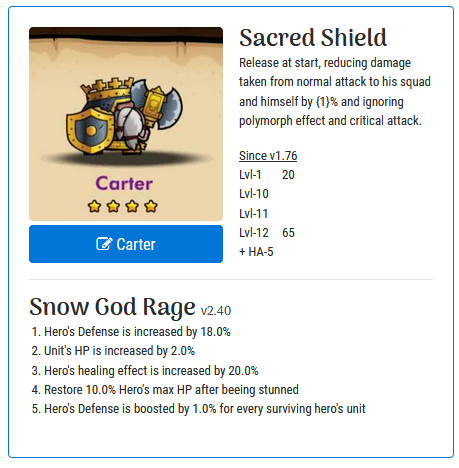 Sacred Shield
Release at start, reducing damage
taken from normal attack to his squad
and himself by {1}% and ignoring
polymorph effect and critical attack.
Since v1.76
Lvl-1 20
Lvl-10
Lvl-11
Lvl-12 65
+ HA-5
Carter
Carter
Snow God Rage v2.40
1. Hero's Defense is increased by 18.0%
2. Unit's HP is increased by 2.0%
3. Hero's healing effect is increased by 20.0%
4. Restore 10.0% Hero's max HP after beeing stunned
5. Hero's Defense is boosted by 1.0% for every surviving hero's unit